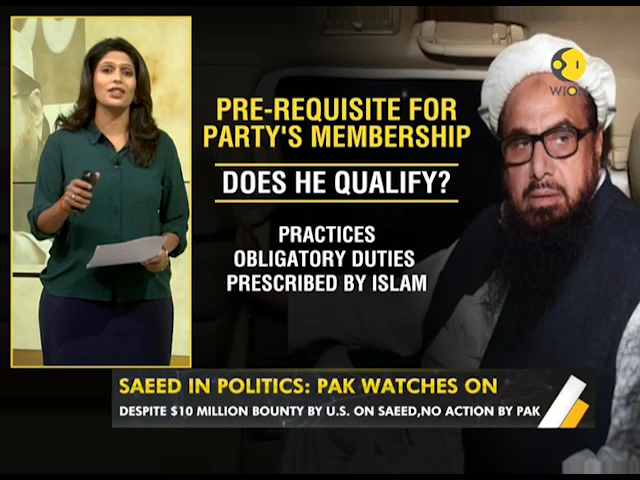 WION
PRE-REQUISITE FOR
PARTY'S MEMBERSHIP
DOES HE QUALIFY?
PRACTICES
OBLIGATORY DUTIES
PRESCRIBED BY ISLAM
SAEED IN POLITICS: PAK WATCHES ON
DESPITE $10 MILLION BOUNTY BY U.S. ON SAEED,NO ACTION BY PAK